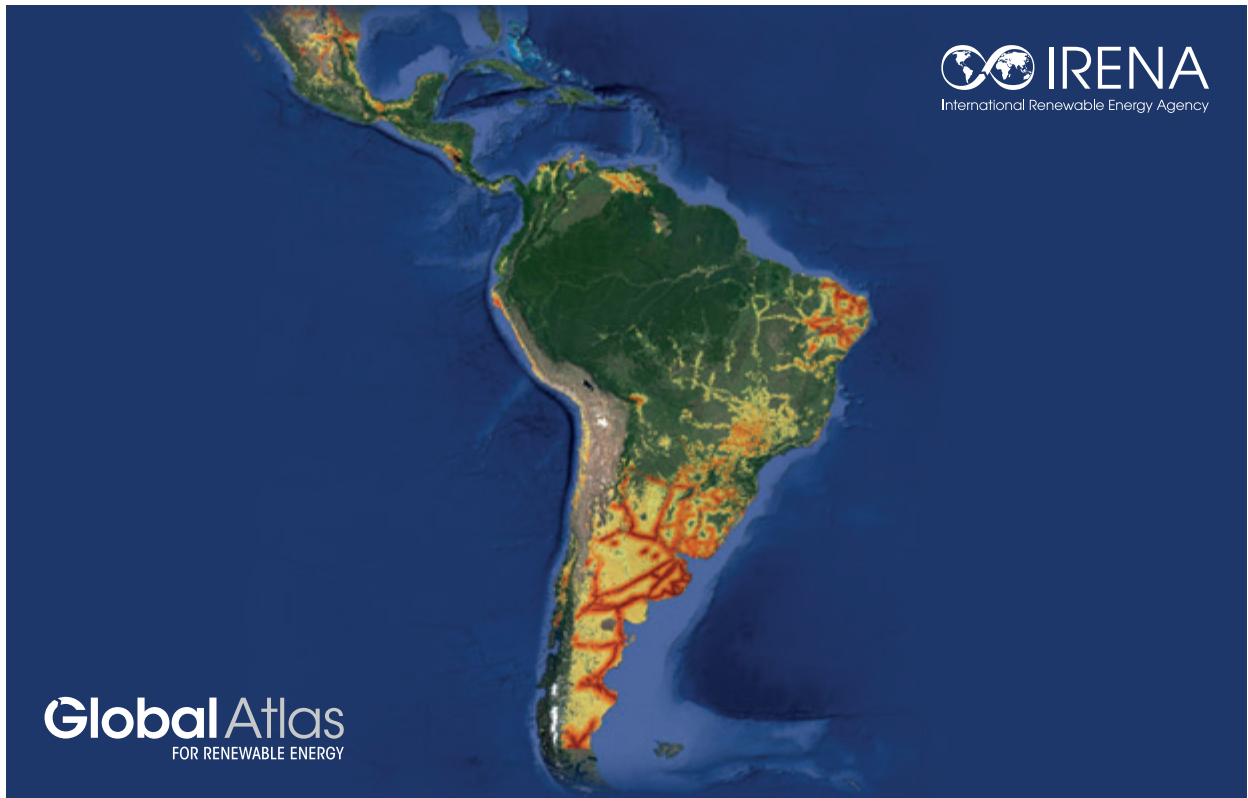 IRENA
International Renewable Energy Agency
Global Atlas
FOR RENEWABLE ENERGY